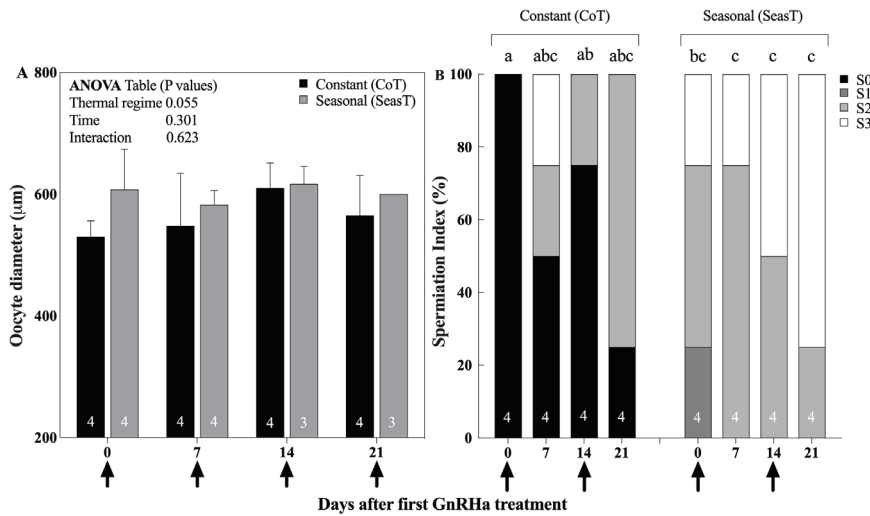 Constant (CoT)
Seasonal (SeasT)
A
800
600
400
200
Oocyte diameter (μm)
ANOVA Table (P values)
Thermal regime 0.055
Time 0.301
Interaction 0.623
Constant (CoT)
Seasonal (SeasT)
4 4 4 4 4 3 4 3
0 7 14 21
B
a abc ab abc
bc c c c
100
80
60
40
20
0
Spermiation Index (%)
S0
S1
S2
S3
4 4 4 4 4 4 4 4
0 7 14 21 0 7 14 21
Days after first GnRHa treatment